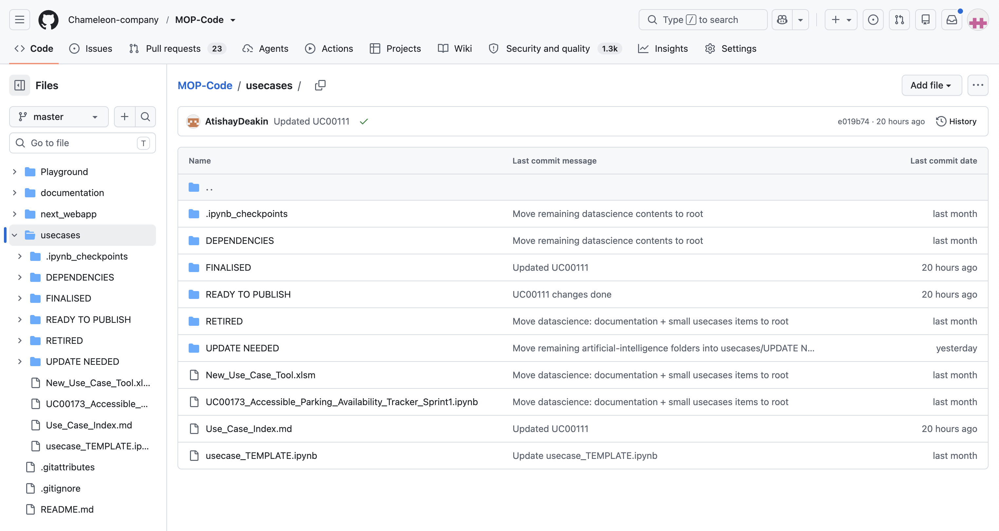 Chameleon-company / MOP-Code
Type / to search
Code
Issues
Pull requests 23
Agents
Actions
Projects
Wiki
Security and quality 1.3k
Insights
Settings
Files
master
Go to file T
Playground
documentation
next_webapp
usecases
.ipynb_checkpoints
DEPENDENCIES
FINALISED
READY TO PUBLISH
RETIRED
UPDATE NEEDED
New_Use_Case_Tool.xl...
UC00173_Accessible_...
Use_Case_Index.md
usecase_TEMPLATE.ip...
.gitattributes
.gitignore
README.md
MOP-Code / usecases /
Add file
AtishayDeakin Updated UC00111
e019b74 · 20 hours ago
History
Name Last commit message Last commit date
..
.ipynb_checkpoints Move remaining datascience contents to root last month
DEPENDENCIES Move remaining datascience contents to root last month
FINALISED Updated UC00111 20 hours ago
READY TO PUBLISH UC00111 changes done 20 hours ago
RETIRED Move datascience: documentation + small usecases items to root last month
UPDATE NEEDED Move remaining artificial-intelligence folders into usecases/UPDATE N... yesterday
New_Use_Case_Tool.xlsm Move datascience: documentation + small usecases items to root last month
UC00173_Accessible_Parking_Availability_Tracker_Sprint1.ipynb Move datascience: documentation + small usecases items to root last month
Use_Case_Index.md Updated UC00111 20 hours ago
usecase_TEMPLATE.ipynb Update usecase_TEMPLATE.ipynb last month